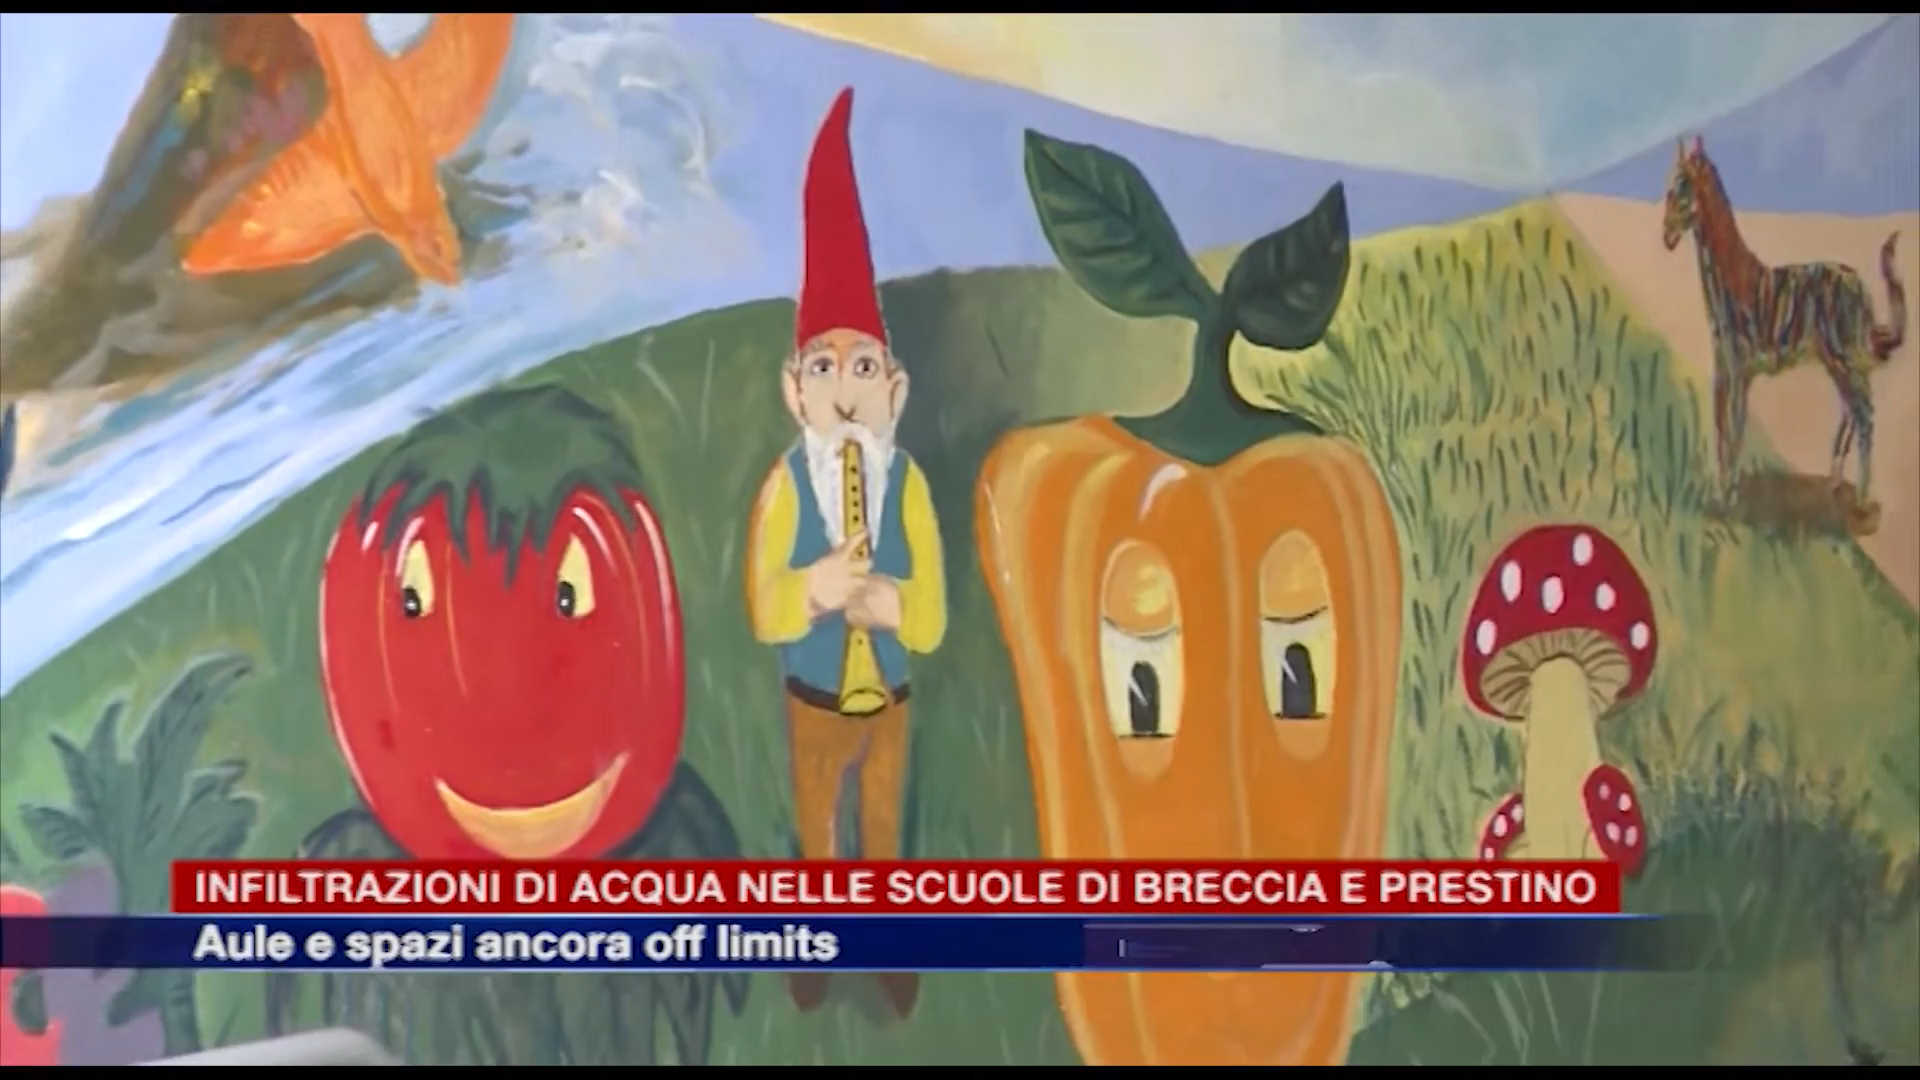 INFILTRAZIONI DI ACQUA NELLE SCUOLE DI BRECCIA E PRESTINO
Aule e spazi ancora off limits